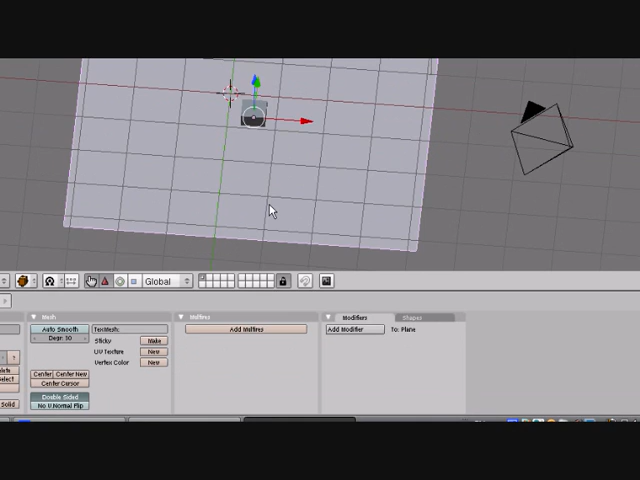 Global
Mesh
Multires
Modifiers
Shapes
Auto Smooth
TexMesh:
Add Multires
Add Modifier
To: Plane
Degr: 30
Sticky
Make
UV Texture
New
Vertex Color
New
Center
Center New
Center Cursor
Double Sided
Solid
No V.Normal Flip